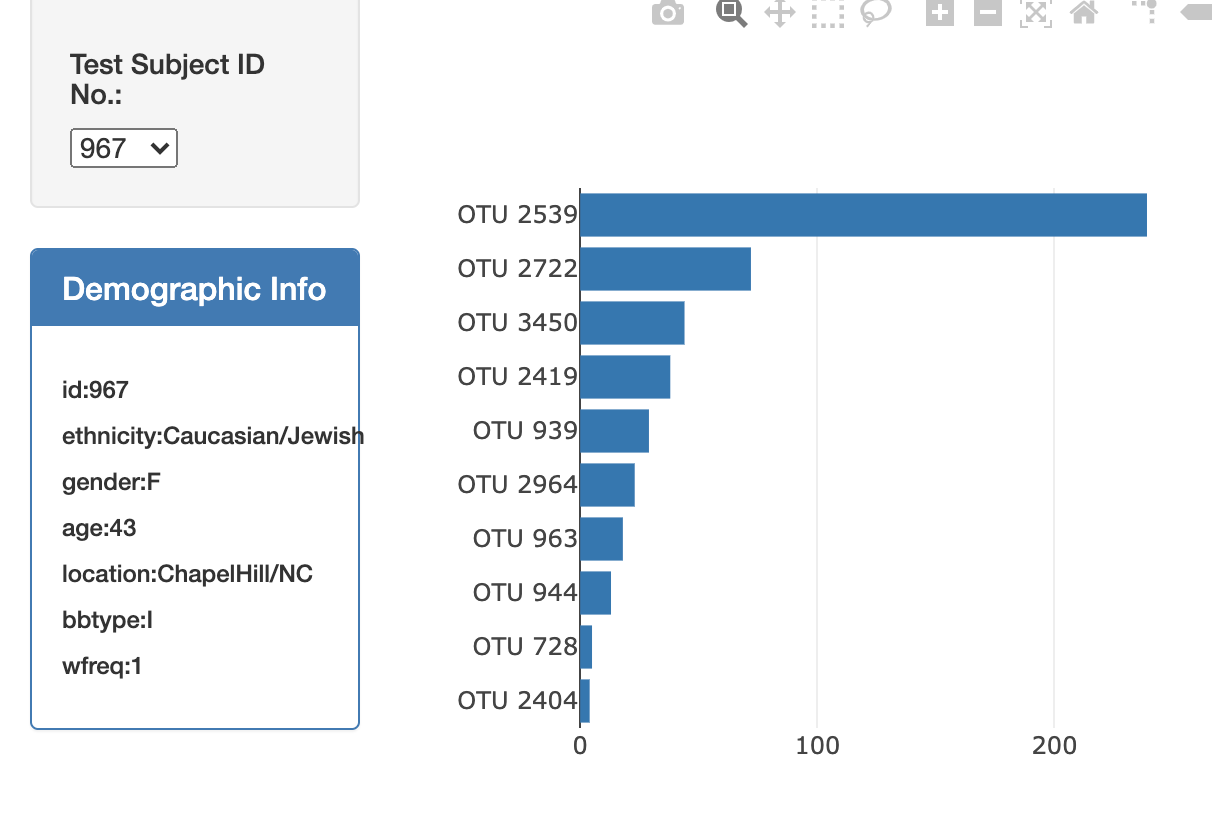 Test Subject ID
No.:
967
Demographic Info
id:967
ethnicity:Caucasian/Jewish
gender:F
age:43
location:ChapelHill/NC
bbtype:I
wfreq:1
OTU 2539
OTU 2722
OTU 3450
OTU 2419
OTU 939
OTU 2964
OTU 963
OTU 944
OTU 728
OTU 2404
0 100 200